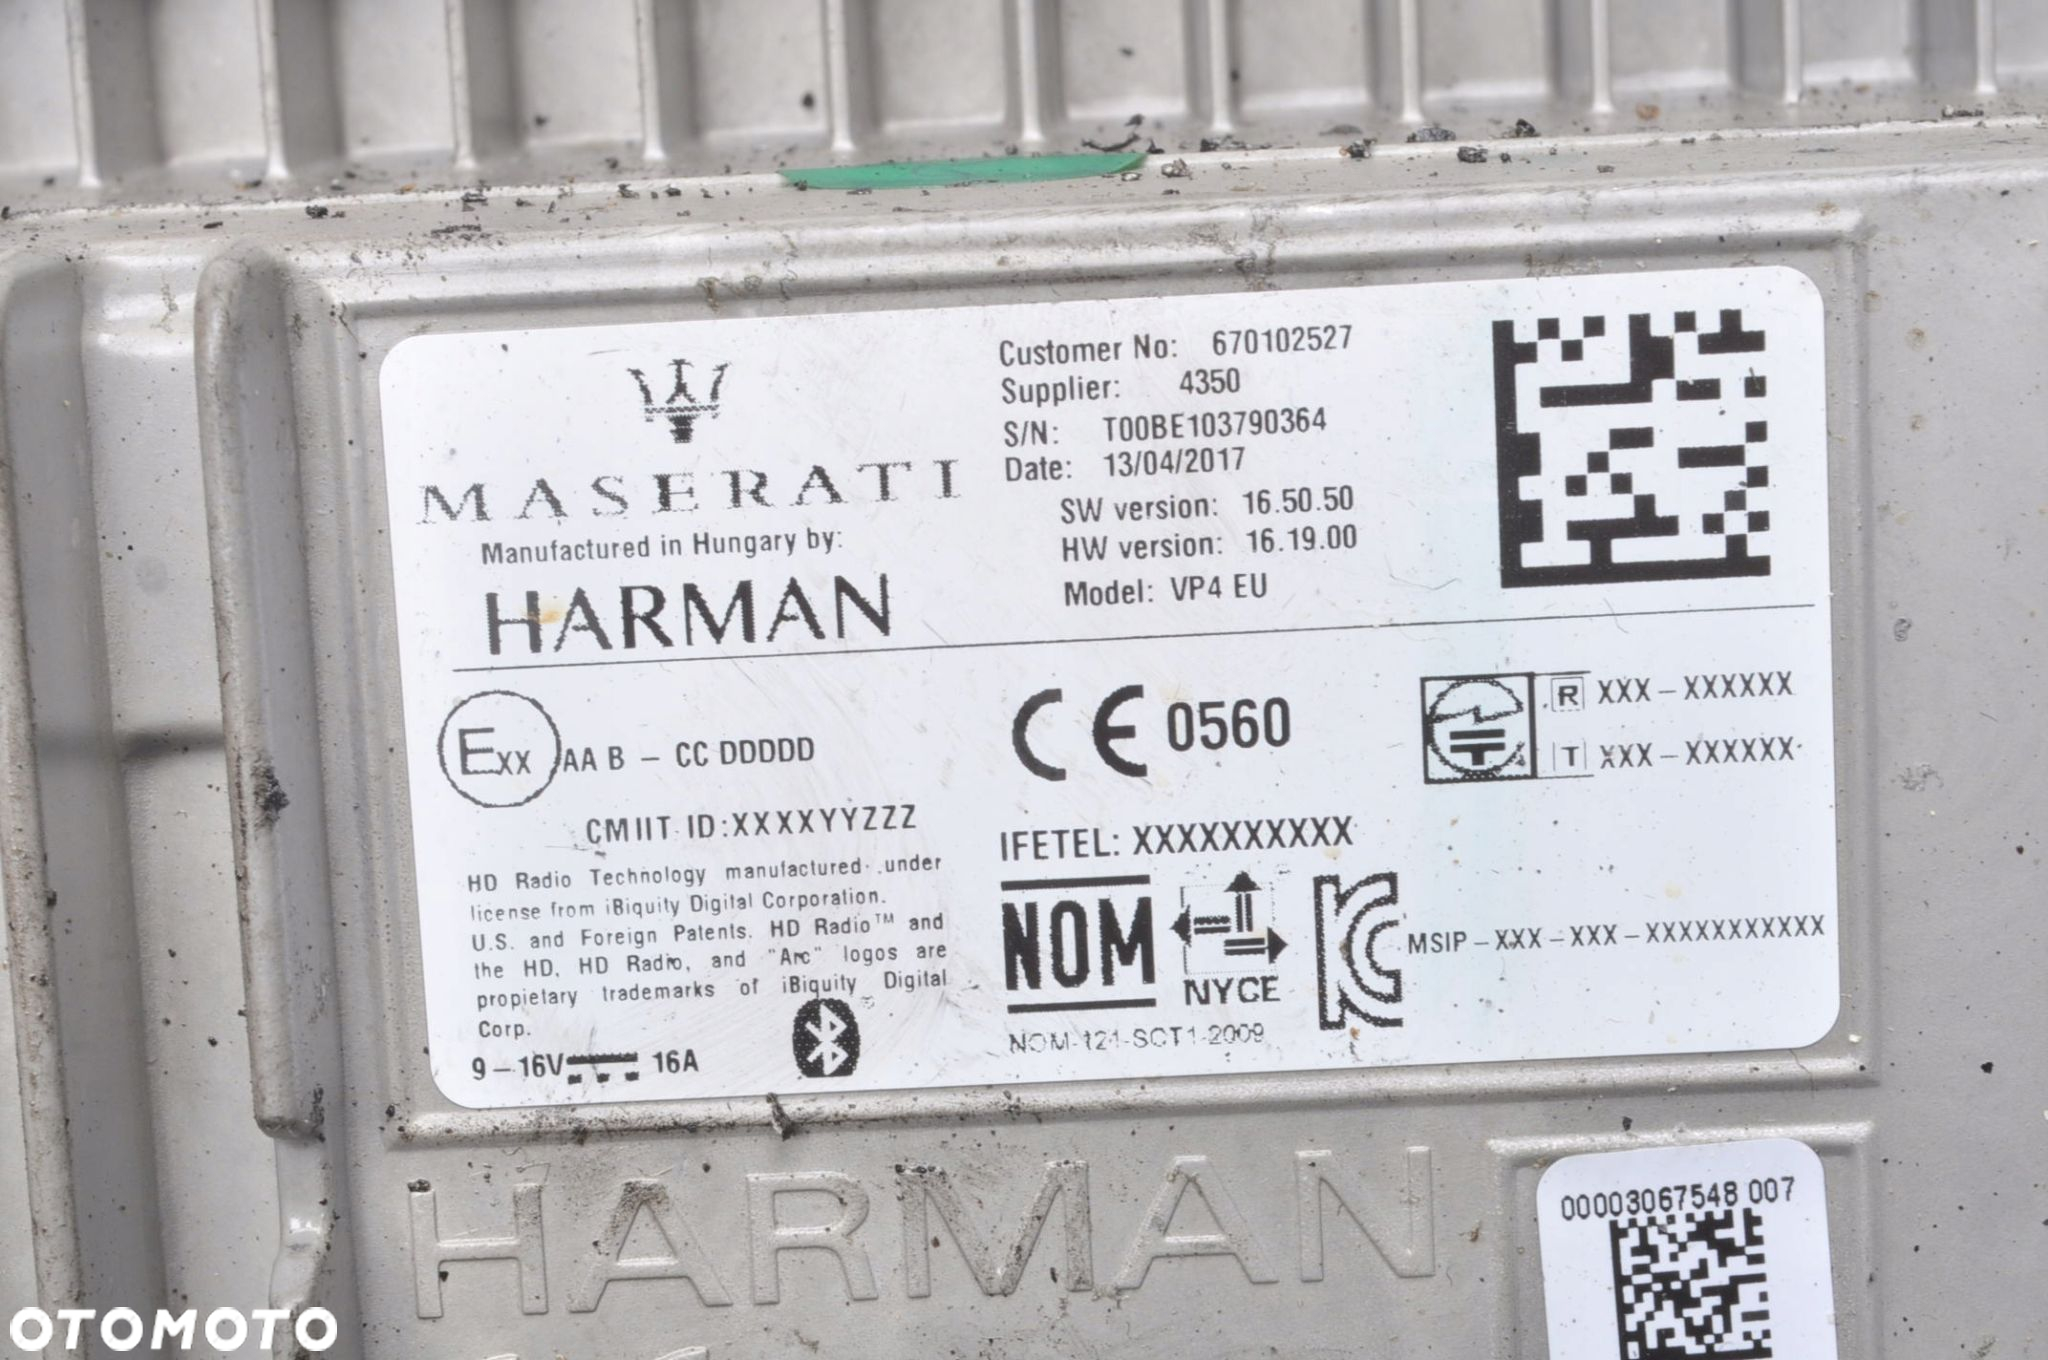 MASERATI
Manufactured in Hungary by:
HARMAN
Customer No: 670102527
Supplier: 4350
S/N: T00BE103790364
Date: 13/04/2017
SW version: 16.50.50
HW version: 16.19.00
Model: VP4 EU
EXX AA B - CC DDDDD
CE 0560
R XXX-XXXXXX
T XXX-XXXXXX
CMIIT ID:XXXXYYZZZ
IFETEL: XXXXXXXXXX
HD Radio Technology manufactured under
license from iBiquity Digital Corporation.
U.S. and Foreign Patents. HD Radio™ and
the HD, HD Radio, and "Arc" logos are
propietary trademarks of iBiquity Digital
Corp.
9-16V 16A
NOM
NYCE
NOM-121-SCT1-2009
KC MSIP-XXX-XXX-XXXXXXXXXXX
HARMAN
00003067548 007
OTOMOTO